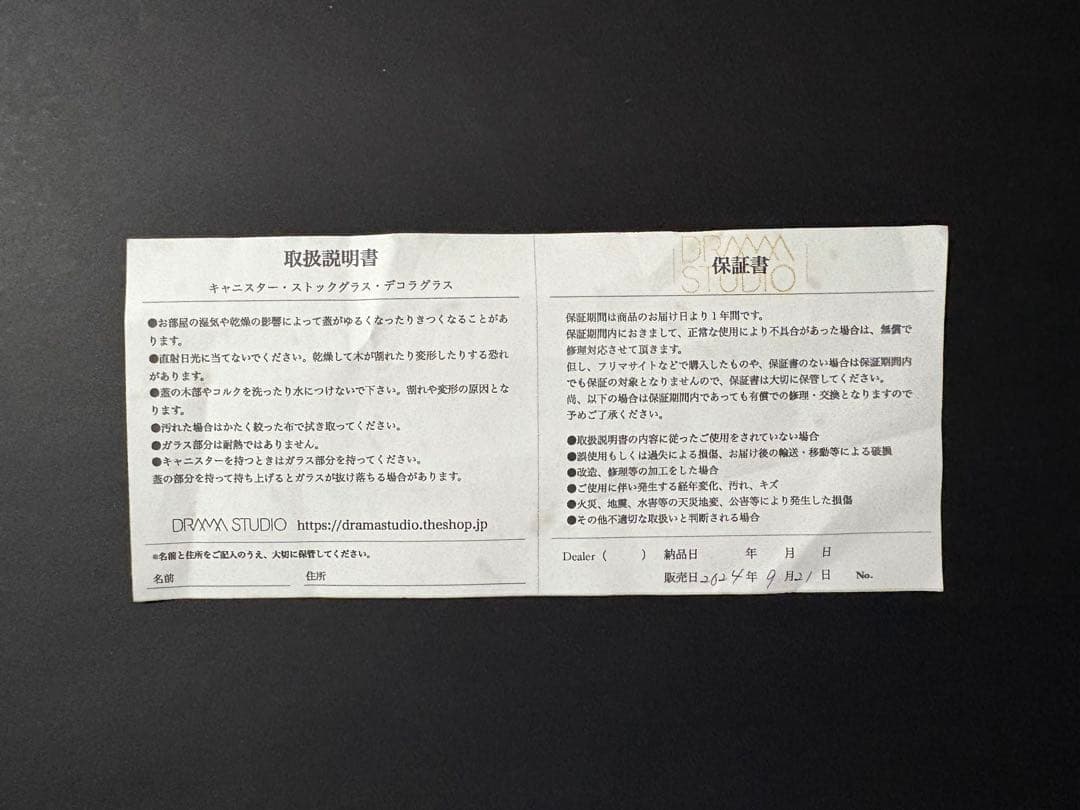 取扱説明書
キャニスター・ストックグラス・デコラグラス
●お部屋の湿気や乾燥の影響によって蓋がゆるくなったりきつくなることがあ
ります。
●直射日光に当てないでください。乾燥して木が割れたり変形したりする恐れ
があります。
●蓋の木部やコルクを洗ったり水につけないで下さい。割れや変形の原因とな
ります。
●汚れた場合はかたく絞った布で拭き取ってください。
●ガラス部分は耐熱ではありません。
●キャニスターを持つときはガラス部分を持ってください。
蓋の部分を持って持ち上げるとガラスが抜け落ちる場合があります。
DRAMA STUDIO https://dramastudio.theshop.jp
※名前と住所をご記入のうえ、大切に保管してください。
名前 住所
DRAMA
STUDIO
保証書
保証期間は商品のお届け日より１年間です。
保証期間内におきまして、正常な使用により不具合があった場合は、無償で
修理対応させて頂きます。
但し、フリマサイトなどで購入したものや、保証書のない場合は保証期間内
でも保証の対象となりませんので、保証書は大切に保管してください。
尚、以下の場合は保証期間内であっても有償での修理・交換となりますので
予めご了承ください。
●取扱説明書の内容に従ったご使用をされていない場合
●誤使用もしくは過失による損傷、お届け後の輸送・移動等による破損
●改造、修理等の加工をした場合
●ご使用に伴い発生する経年変化、汚れ、キズ
●火災、地震、水害等の天災地変、公害等により発生した損傷
●その他不適切な取扱いと判断される場合
Dealer（ ） 納品日 年 月 日
販売日2024年 9月21日 No.